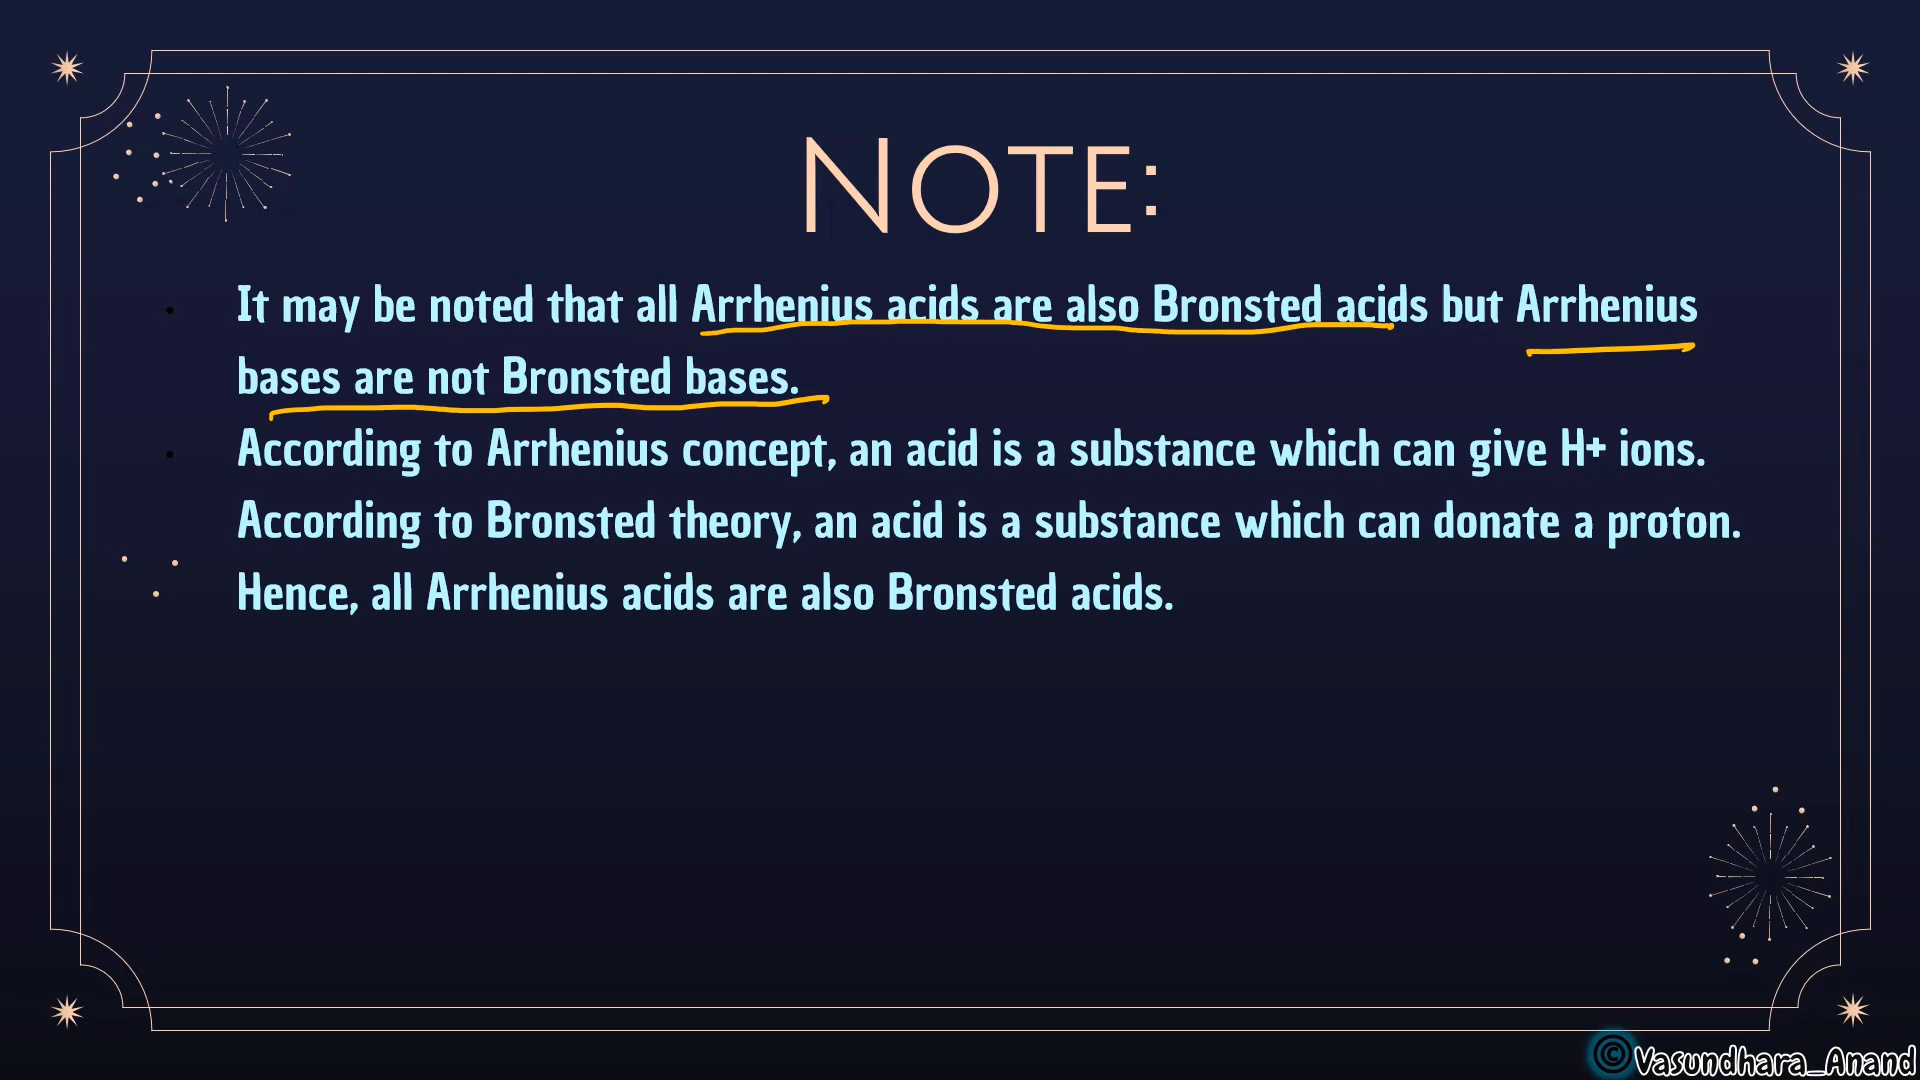 NOTE:
It may be noted that all Arrhenius acids are also Bronsted acids but Arrhenius
bases are not Bronsted bases.
According to Arrhenius concept, an acid is a substance which can give H+ ions.
According to Bronsted theory, an acid is a substance which can donate a proton.
Hence, all Arrhenius acids are also Bronsted acids.
© Vasundhara_Anand